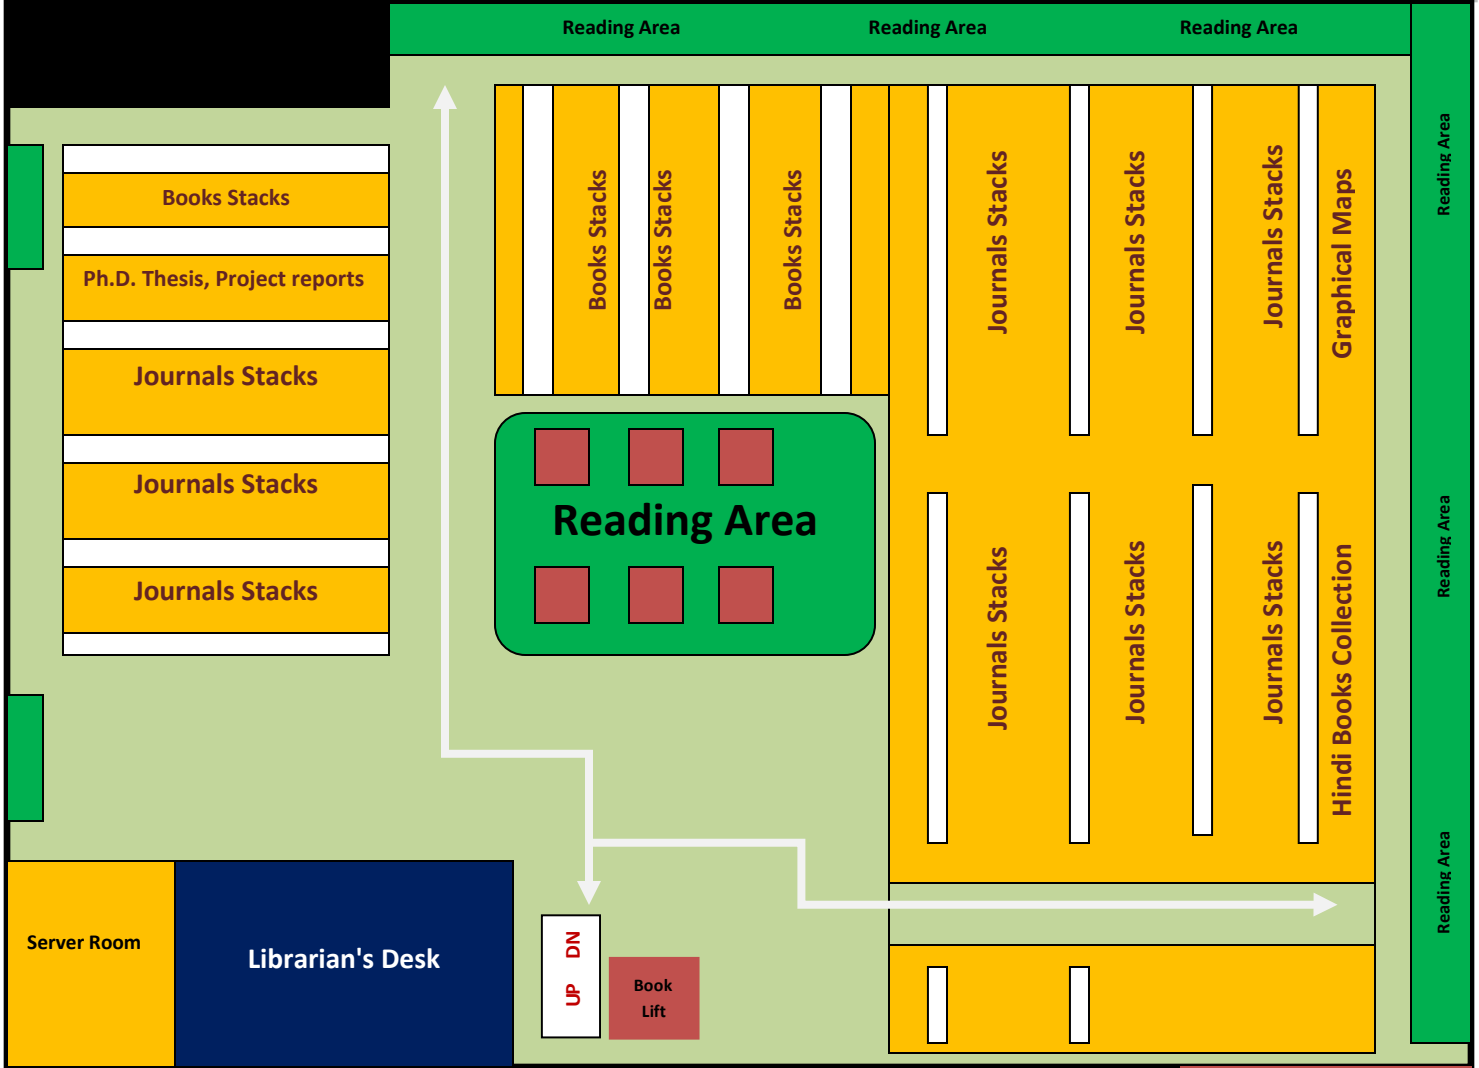 Reading Area
Reading Area
Reading Area
Reading Area
Books Stacks
Ph.D. Thesis, Project reports
Journals Stacks
Journals Stacks
Journals Stacks
Books Stacks
Books Stacks
Books Stacks
Journals Stacks
Journals Stacks
Journals Stacks
Graphical Maps
Reading Area
Reading Area
Journals Stacks
Journals Stacks
Journals Stacks
Hindi Books Collection
Reading Area
Server Room
Librarian's Desk
UP DN
Book
Lift